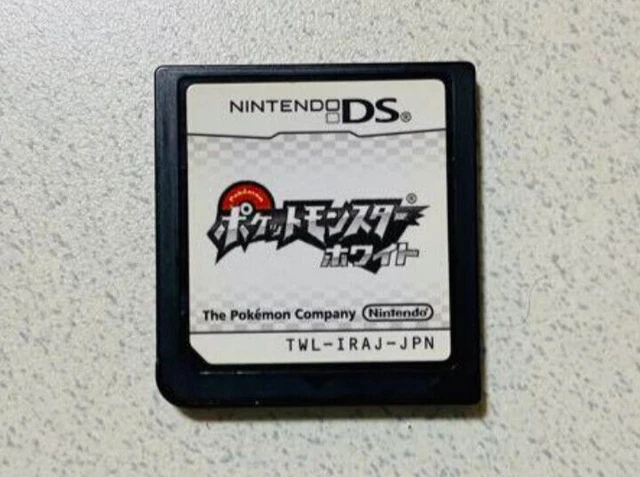 NINTENDO DS®
Pokémon
ポケットモンスター®
ホワイト
The Pokémon Company Nintendo®
TWL-IRAJ-JPN